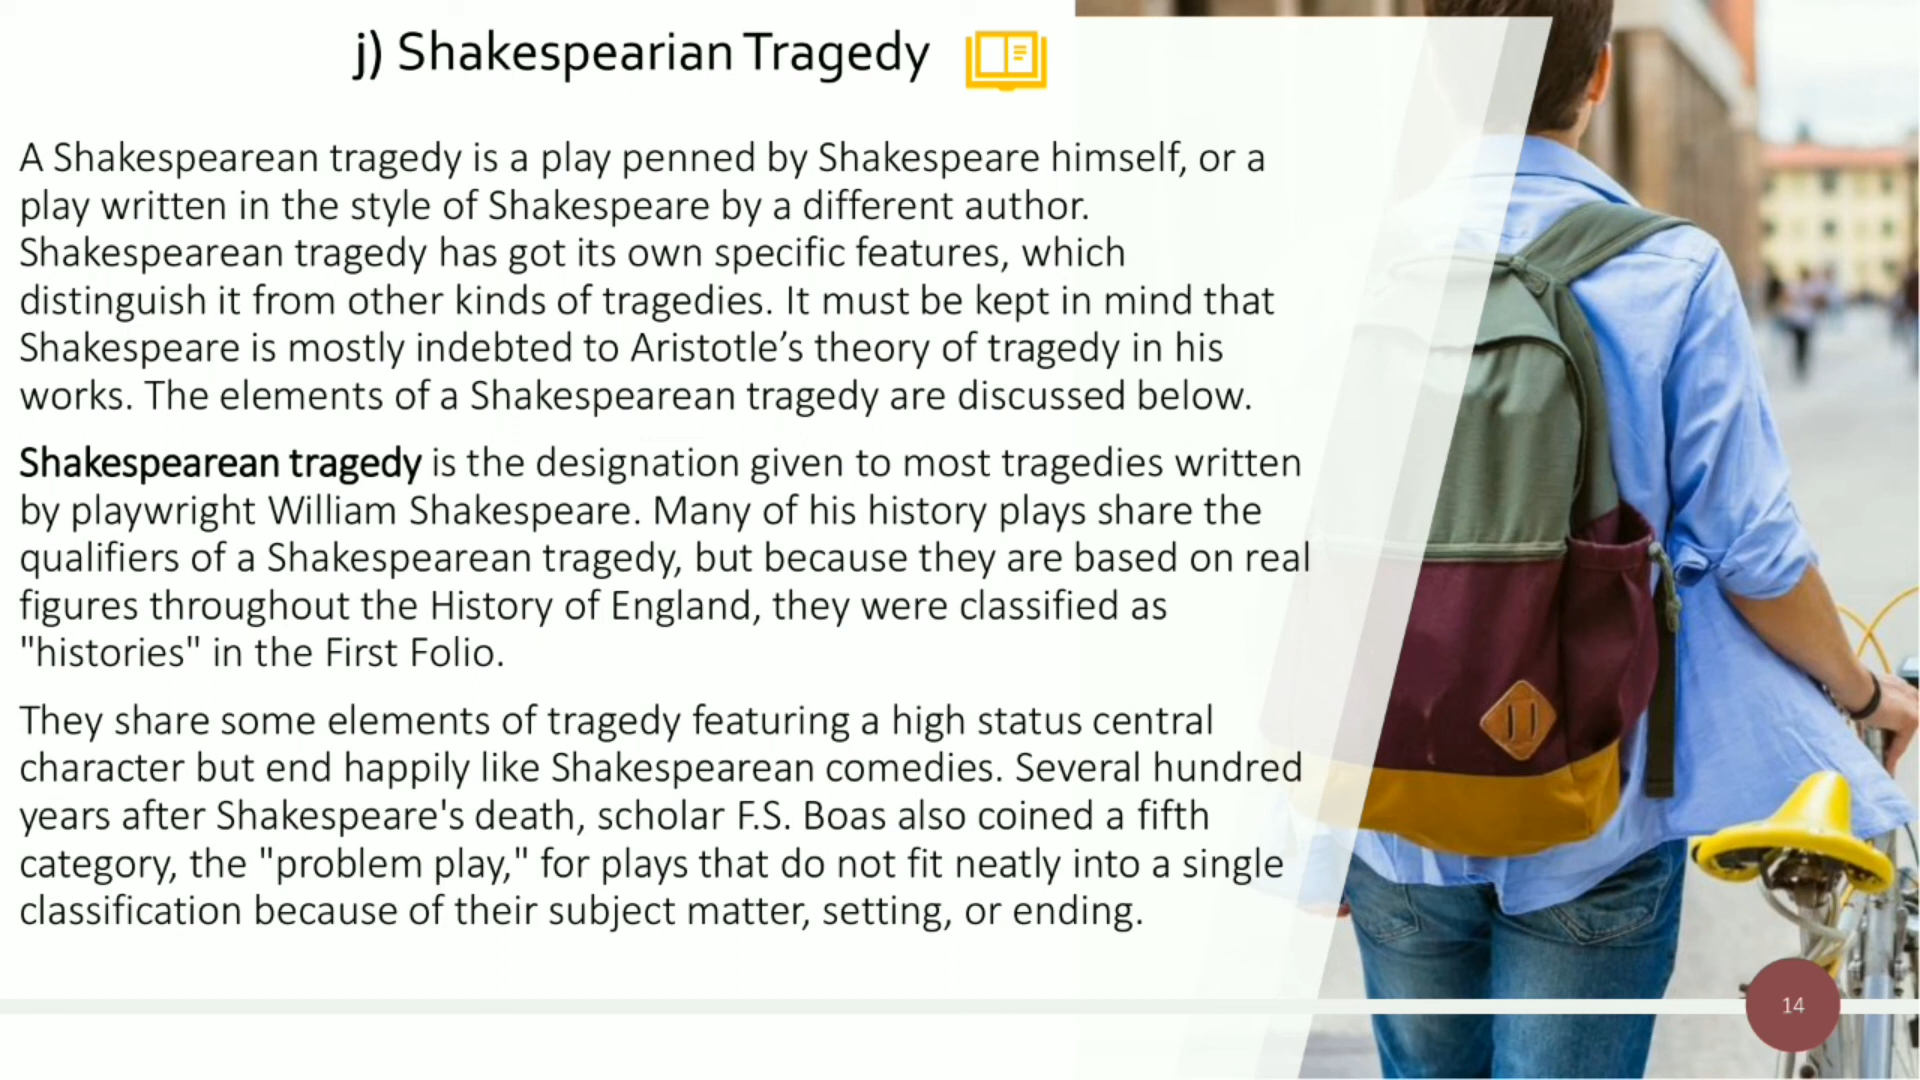 j) Shakespearian Tragedy
A Shakespearean tragedy is a play penned by Shakespeare himself, or a
play written in the style of Shakespeare by a different author.
Shakespearean tragedy has got its own specific features, which
distinguish it from other kinds of tragedies. It must be kept in mind that
Shakespeare is mostly indebted to Aristotle’s theory of tragedy in his
works. The elements of a Shakespearean tragedy are discussed below.
Shakespearean tragedy is the designation given to most tragedies written
by playwright William Shakespeare. Many of his history plays share the
qualifiers of a Shakespearean tragedy, but because they are based on real
figures throughout the History of England, they were classified as
"histories" in the First Folio.
They share some elements of tragedy featuring a high status central
character but end happily like Shakespearean comedies. Several hundred
years after Shakespeare's death, scholar F.S. Boas also coined a fifth
category, the "problem play," for plays that do not fit neatly into a single
classification because of their subject matter, setting, or ending.
14